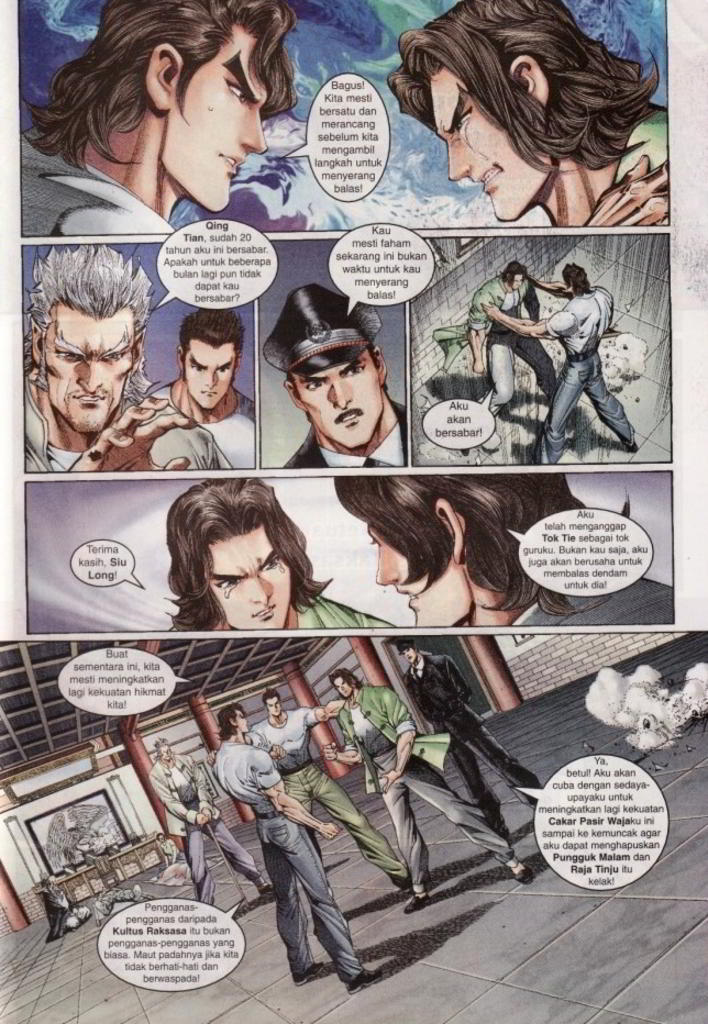 Bagus!
Kita mesti
bersatu dan
merancang
sebelum kita
mengambil
langkah untuk
menyerang
balas!
Qing
Tian, sudah 20
tahun aku ini bersabar.
Apakah untuk beberapa
bulan lagi pun tidak
dapat kau
bersabar?
Kau
mesti faham
sekarang ini bukan
waktu untuk kau
menyerang
balas!
Aku
akan
bersabar!
Terima
kasih, Siu
Long!
Aku
telah menganggap
Tok Tie sebagai tok
guruku. Bukan kau saja, aku
juga akan berusaha untuk
membalas dendam
untuk dia!
Buat
sementara ini, kita
mesti meningkatkan
lagi kekuatan hikmat
kita!
Ya,
betul! Aku akan
cuba dengan sedaya-
upayaku untuk
meningkatkan lagi kekuatan
Cakar Pasir Wajaku ini
sampai ke kemuncak agar
aku dapat menghapuskan
Pungguk Malam dan
Raja Tinju itu
kelak!
Pengganas-
pengganas daripada
Kultus Raksasa itu bukan
pengganas-pengganas yang
biasa. Maut padahnya jika kita
tidak berhati-hati dan
berwaspada!